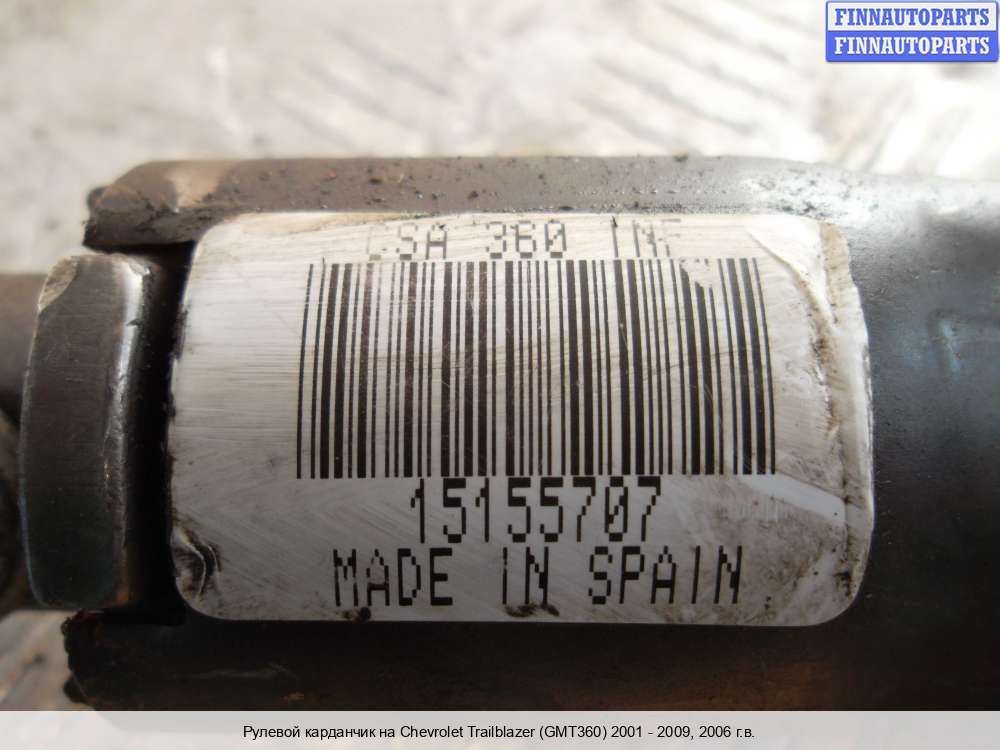 FINNAUTOPARTS
FINNAUTOPARTS
CSA 360 INF
15155707
MADE IN SPAIN
Рулевой карданчик на Chevrolet Trailblazer (GMT360) 2001 - 2009, 2006 г.в.